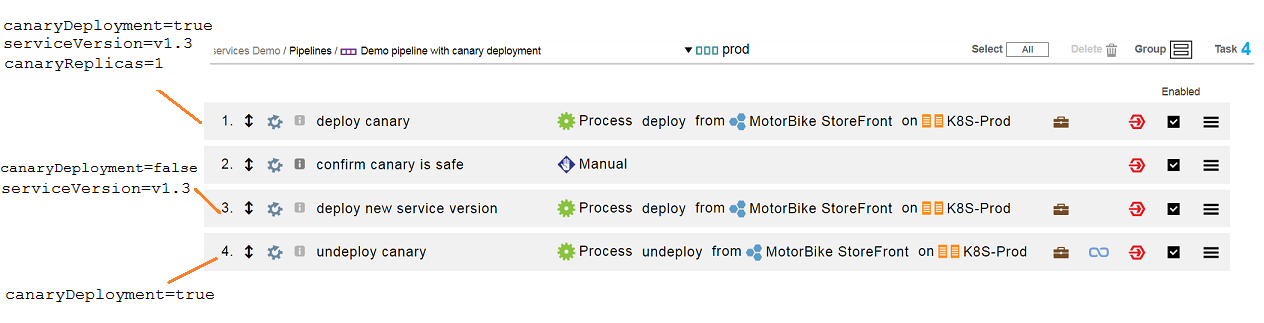 canaryDeployment=true
serviceVersion=v1.3
canaryReplicas=1
services Demo / Pipelines / Demo pipeline with canary deployment
prod
Select All Delete Group Task 4
Enabled
1. deploy canary Process deploy from MotorBike StoreFront on K8S-Prod
2. confirm canary is safe Manual
canaryDeployment=false
serviceVersion=v1.3
3. deploy new service version Process deploy from MotorBike StoreFront on K8S-Prod
4. undeploy canary Process undeploy from MotorBike StoreFront on K8S-Prod
canaryDeployment=true